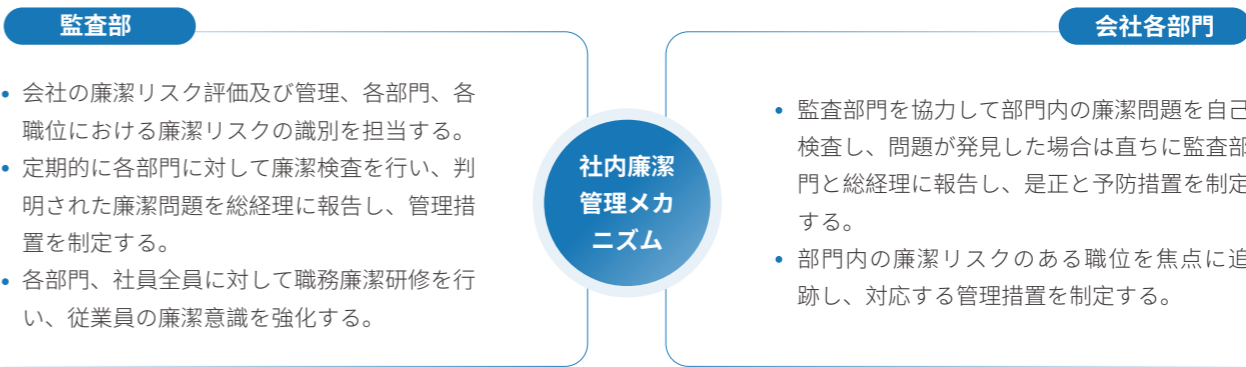 監査部
会社の廉潔リスク評価及び管理、各部門、各
職位における廉潔リスクの識別を担当する。
定期的に各部門に対して廉潔検査を行い、判
明された廉潔問題を総経理に報告し、管理措
置を制定する。
各部門、社員全員に対して職務廉潔研修を行
い、従業員の廉潔意識を強化する。
社内廉潔
管理メカ
ニズム
会社各部門
監査部門を協力して部門内の廉潔問題を自己
検査し、問題が発見した場合は直ちに監査部
門と総経理に報告し、是正と予防措置を制定
する。
部門内の廉潔リスクのある職位を焦点に追
跡し、対応する管理措置を制定する。